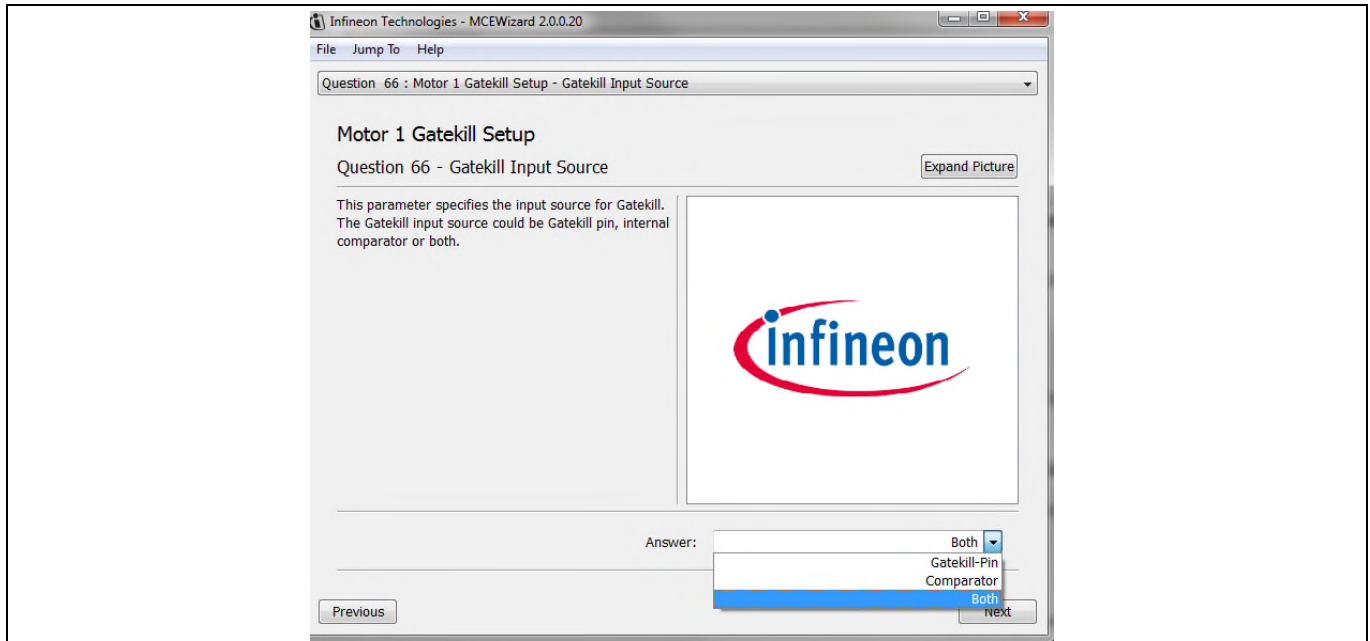 Infineon Technologies - MCEWizard 2.0.0.20
File Jump To Help
Question 66 : Motor 1 Gatekill Setup - Gatekill Input Source
Motor 1 Gatekill Setup
Question 66 - Gatekill Input Source
Expand Picture
This parameter specifies the input source for Gatekill.
The Gatekill input source could be Gatekill pin, internal
comparator or both.
infineon
Answer:
Both
Gatekill-Pin
Comparator
Both
Previous
Next